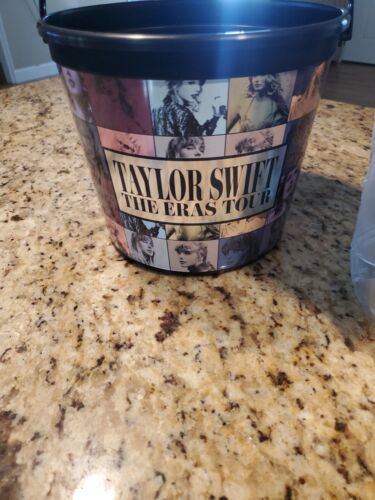 TAYLOR SWIFT
THE ERAS TOUR